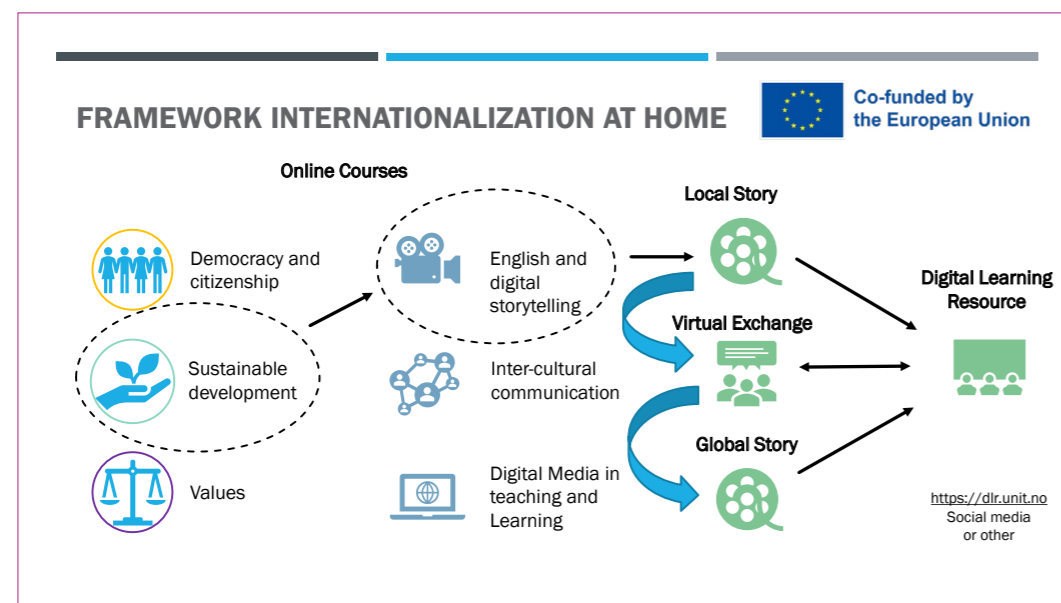 FRAMEWORK INTERNATIONALIZATION AT HOME
Co-funded by
the European Union
Online Courses
Democracy and
citizenship
Sustainable
development
Values
English and
digital
storytelling
Inter-cultural
communication
Digital Media in
teaching and
Learning
Local Story
Virtual Exchange
Global Story
Digital Learning
Resource
https://dlr.unit.no
Social media
or other